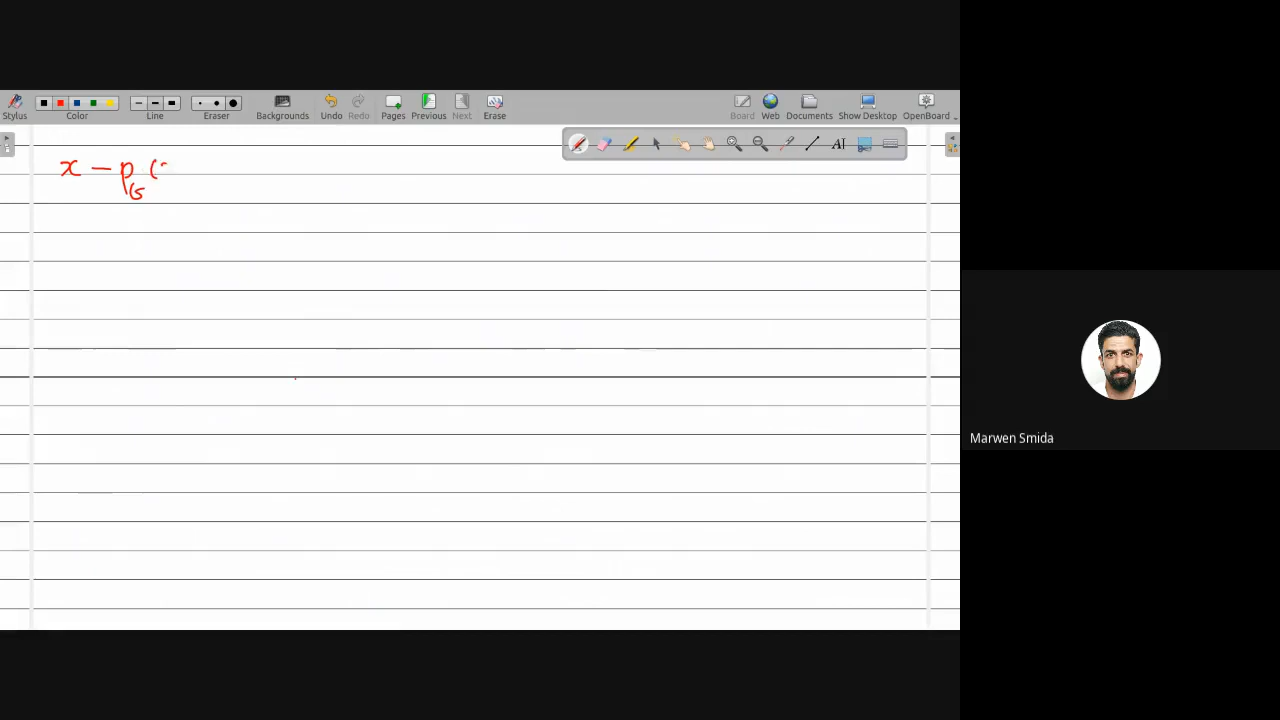 Stylus Color Line Eraser Backgrounds Undo Redo Pages Previous Next Erase Board Web Documents Show Desktop OpenBoard
x - p_G (
Marwen Smida